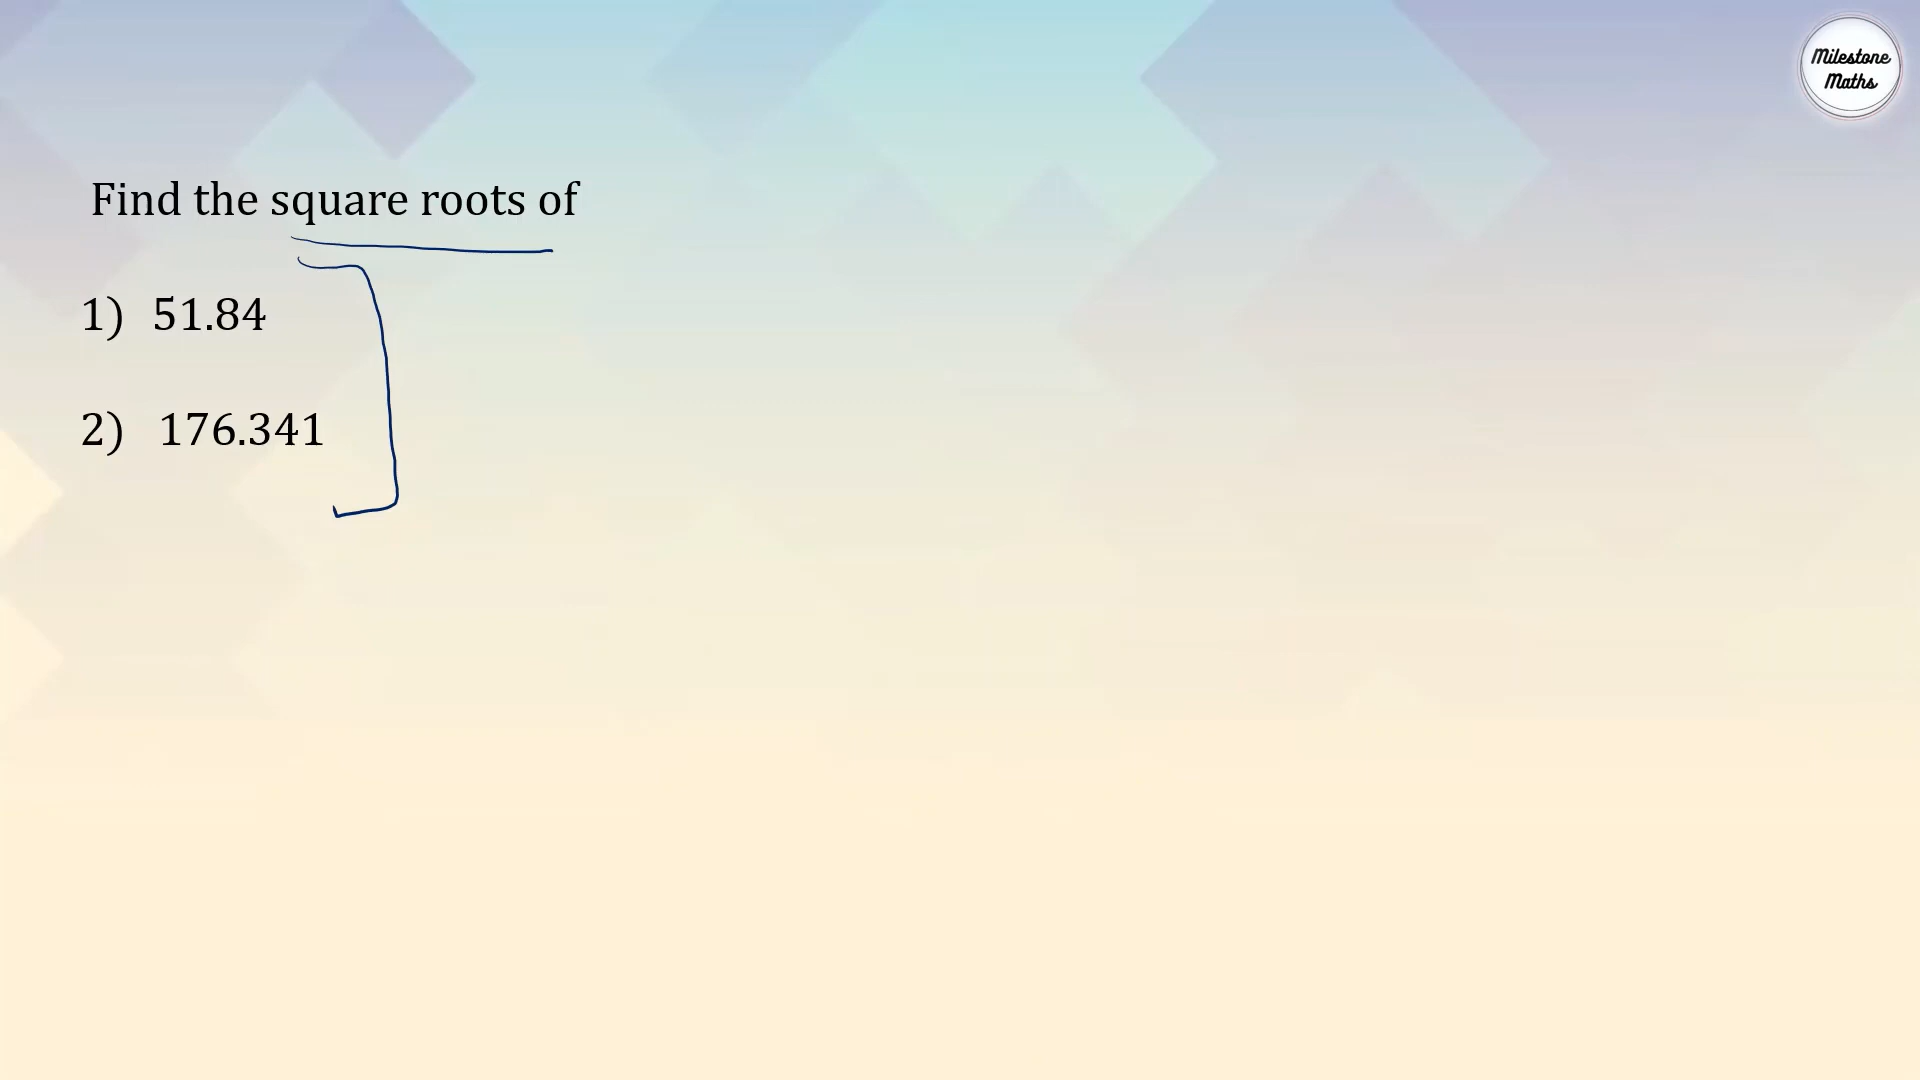 Milestone
Maths
Find the square roots of
1) 51.84
2) 176.341